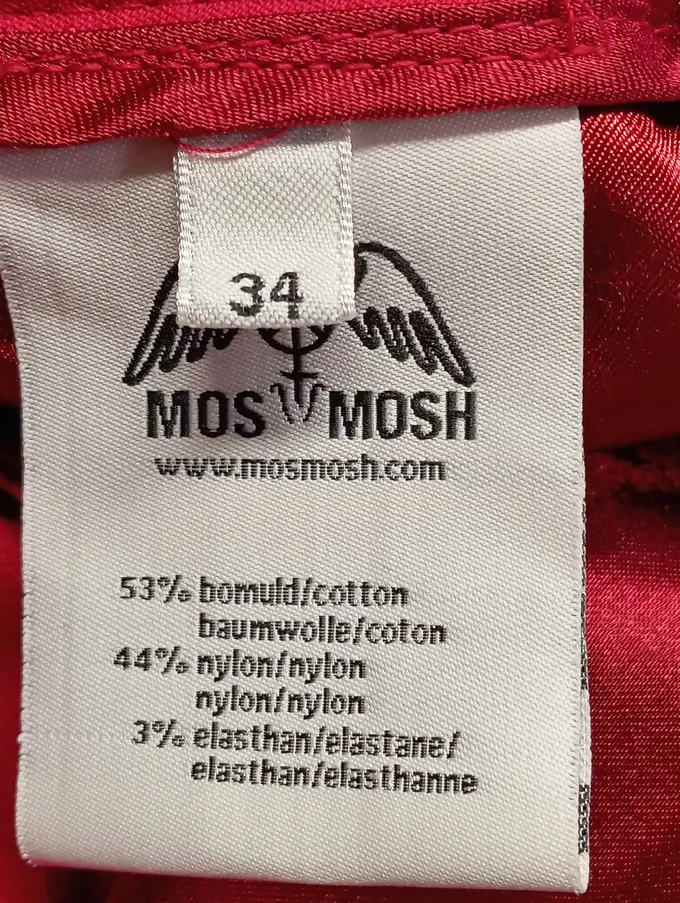 34
MOS MOSH
www.mosmosh.com
53% bomuld/cotton
baumwolle/coton
44% nylon/nylon
nylon/nylon
3% elasthan/elastane/
elasthan/elasthanne